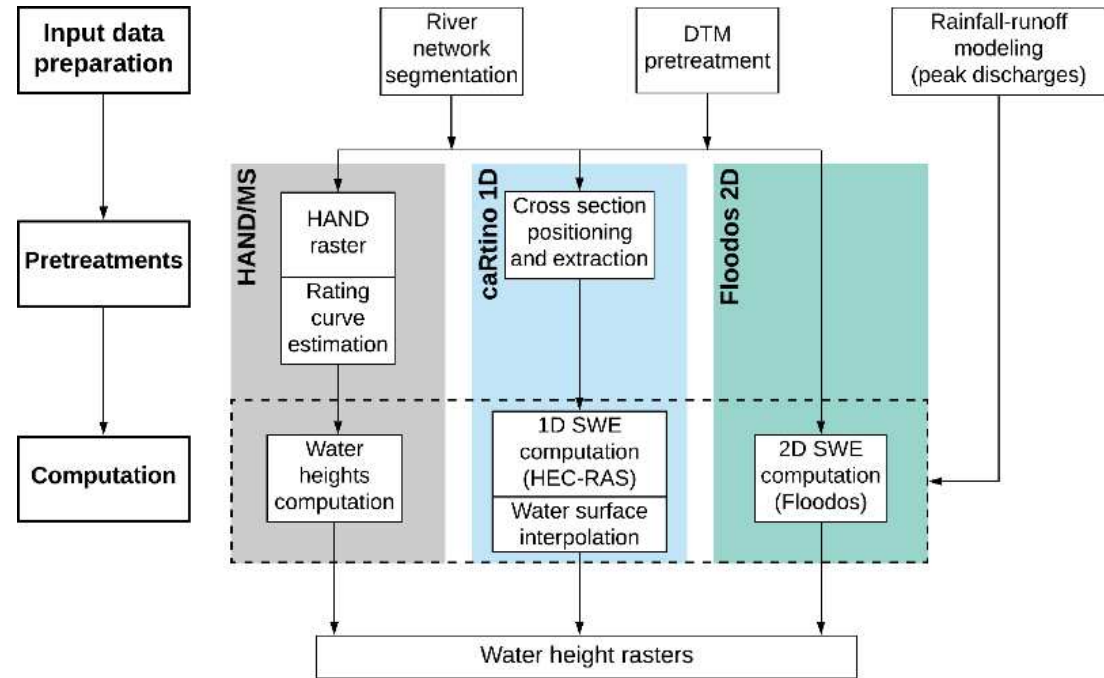 Input data
preparation
River
network
segmentation
DTM
pretreatment
Rainfall-runoff
modeling
(peak discharges)
Pretreatments
HAND/MS
HAND
raster
Rating
curve
estimation
caRtino 1D
Cross section
positioning
and extraction
Floodos 2D
Computation
Water
heights
computation
1D SWE
computation
(HEC-RAS)
Water surface
interpolation
2D SWE
computation
(Floodos)
Water height rasters